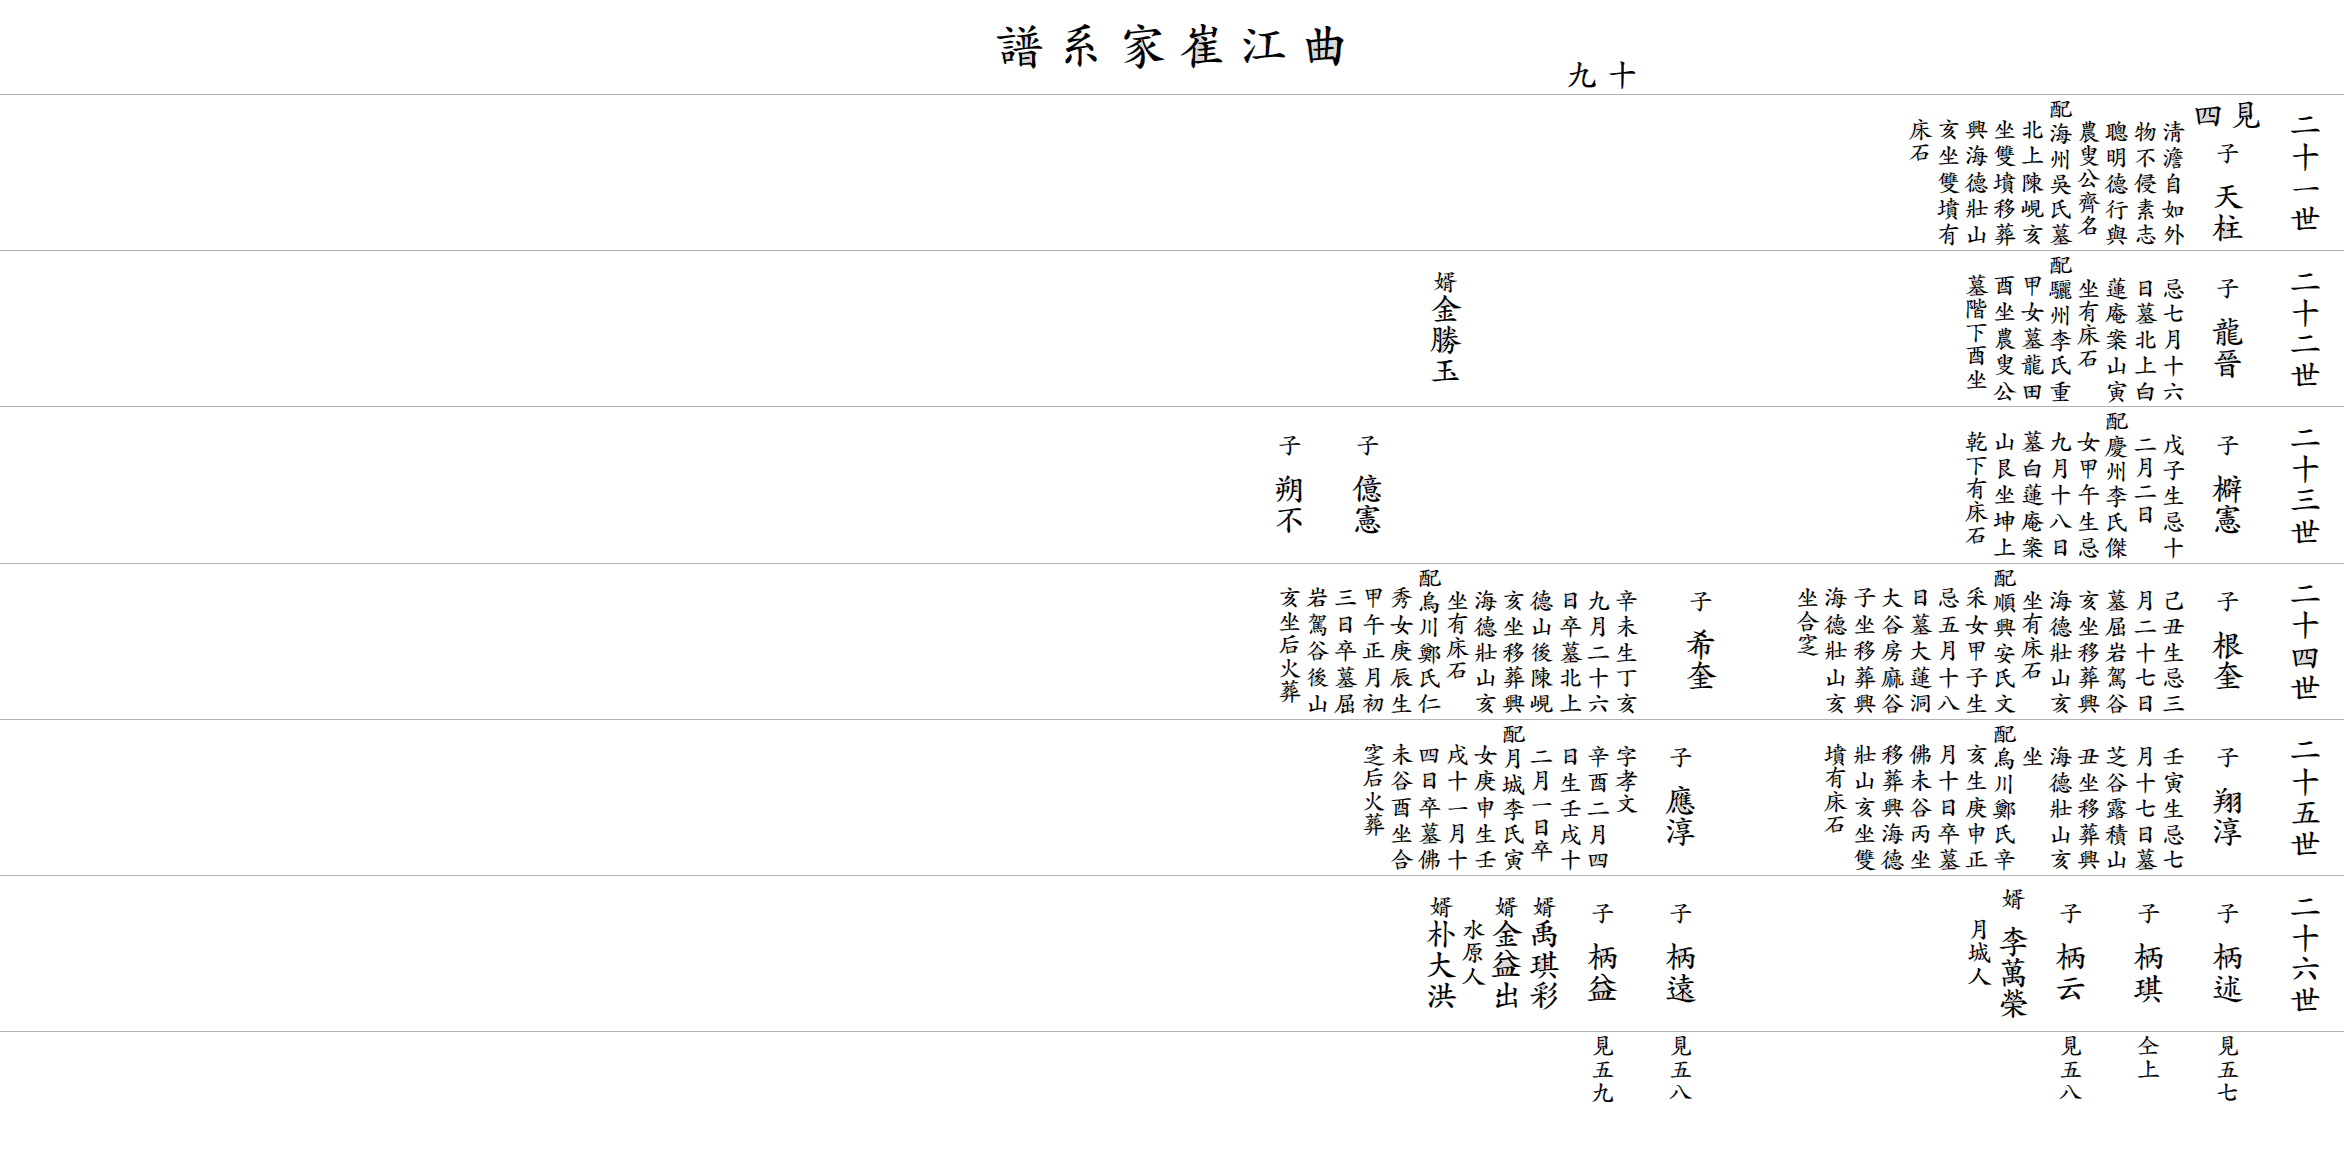 曲江崔家系譜
十九
二十一世
見四
子 天柱
淸澹自如外
物不侵素志
聰明德行與
農叟公齊名
配海州吳氏墓
北上陳峴亥
坐雙墳移葬
興海德壯山
亥坐雙墳有
床石
二十二世
子 龍晉
忌七月十六
日墓北上白
蓮庵案山寅
坐有床石
配驪州李氏重
甲女墓龍田
酉坐農叟公
墓階下酉坐
婿金勝玉
二十三世
子 檘憲
戊子生忌十
二月二日
配慶州李氏傑
女甲午生忌
九月十八日
墓白蓮庵案
山艮坐坤上
乾下有床石
子 億憲
子 朔不
二十四世
子 根奎
己丑生忌三
月二十七日
墓屈岩駕谷
亥坐移葬興
海德壯山亥
坐有床石
配順興安氏文
采女甲子生
忌五月十八
日墓大蓮洞
大谷房麻谷
子坐移葬興
海德壯山亥
坐合窆
子 希奎
辛未生丁亥
九月二十六
日卒墓北上
德山後陳峴
亥坐移葬興
海德壯山亥
坐有床石
配烏川鄭氏仁
秀女庚辰生
甲午正月初
三日卒墓屈
岩駕谷後山
亥坐后火葬
二十五世
子 翔淳
壬寅生忌七
月十七日墓
芝谷露積山
丑坐移葬興
海德壯山亥
坐
配烏川鄭氏辛
亥生庚申正
月十日卒墓
佛未谷丙坐
移葬興海德
壯山亥坐雙
墳有床石
子 應淳
字孝文
辛酉二月四
日生壬戌十
二月一日卒
配月城李氏寅
女庚申生壬
戌十一月十
四日卒墓佛
未谷酉坐合
窆后火葬
二十六世
子 柄述
子 柄琪
子 柄云
婿 李萬榮
月城人
子 柄遠
子 柄益
婿禹琪彩
婿金益出
水原人
婿朴大洪
見五七
仝上
見五八
見五八
見五九